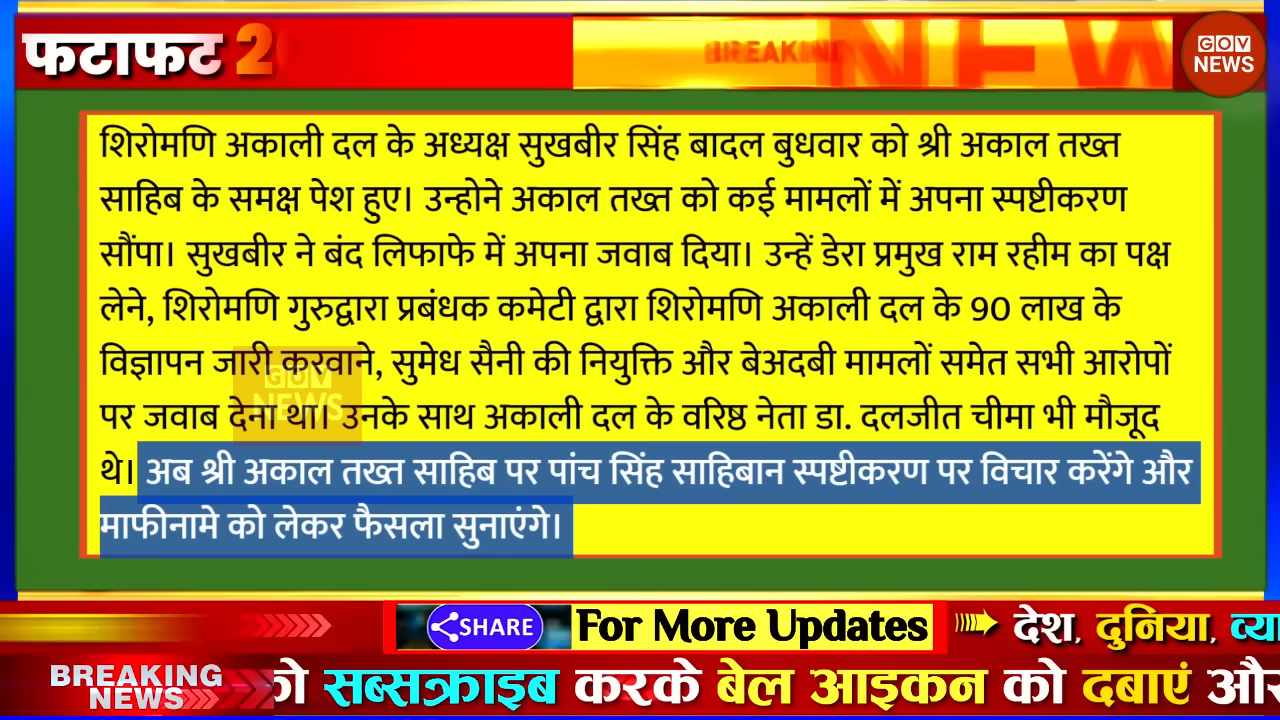 फटाफट 2
BREAKING
NEW
GOV
NEWS
शिरोमणि अकाली दल के अध्यक्ष सुखबीर सिंह बादल बुधवार को श्री अकाल तख्त
साहिब के समक्ष पेश हुए। उन्होने अकाल तख्त को कई मामलों में अपना स्पष्टीकरण
सौंपा। सुखबीर ने बंद लिफाफे में अपना जवाब दिया। उन्हें डेरा प्रमुख राम रहीम का पक्ष
लेने, शिरोमणि गुरुद्वारा प्रबंधक कमेटी द्वारा शिरोमणि अकाली दल के 90 लाख के
विज्ञापन जारी करवाने, सुमेध सैनी की नियुक्ति और बेअदबी मामलों समेत सभी आरोपों
पर जवाब देना था। उनके साथ अकाली दल के वरिष्ठ नेता डा. दलजीत चीमा भी मौजूद
थे। अब श्री अकाल तख्त साहिब पर पांच सिंह साहिबान स्पष्टीकरण पर विचार करेंगे और
माफीनामे को लेकर फैसला सुनाएंगे।
GOV
NEWS
SHARE For More Updates देश, दुनिया, व्या
BREAKING
NEWS
को सब्सक्राइब करके बेल आइकन को दबाएं और